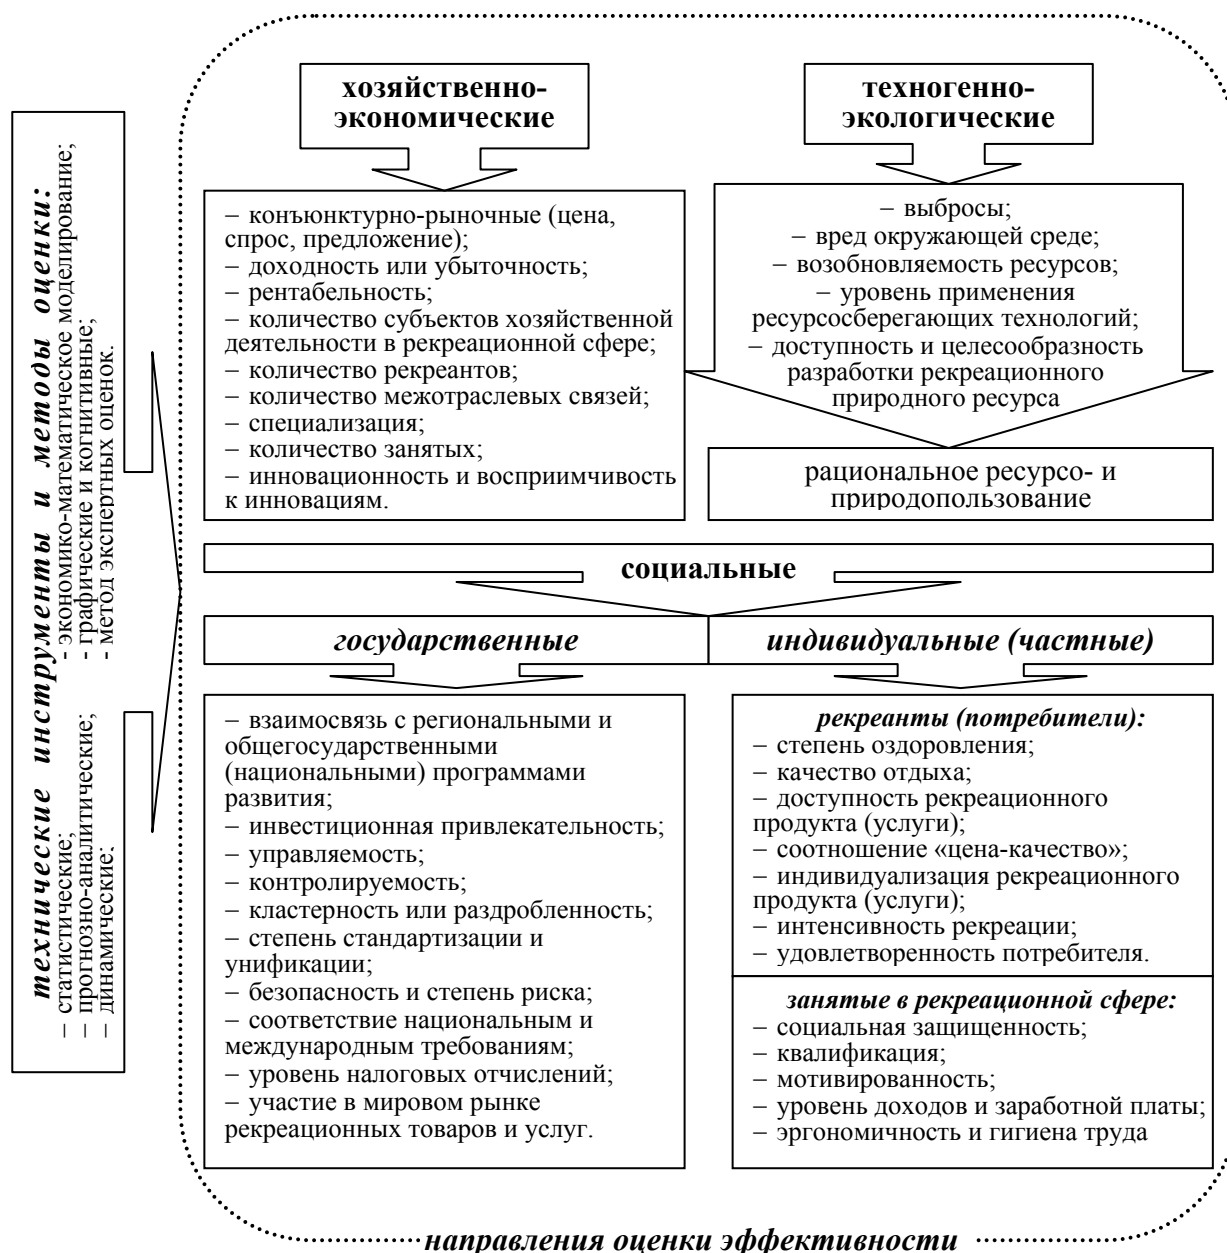 технические инструменты и методы оценки:
– статистические;
– прогнозно-аналитические;
– динамические;
- экономико-математическое моделирование;
- графические и когнитивные;
- метод экспертных оценок.
хозяйственно-
экономические
– конъюнктурно-рыночные (цена,
спрос, предложение);
– доходность или убыточность;
– рентабельность;
– количество субъектов хозяйственной
деятельности в рекреационной сфере;
– количество рекреантов;
– количество межотраслевых связей;
– специализация;
– количество занятых;
– инновационность и восприимчивость
к инновациям.
техногенно-
экологические
– выбросы;
– вред окружающей среде;
– возобновляемость ресурсов;
– уровень применения
ресурсосберегающих технологий;
– доступность и целесообразность
разработки рекреационного
природного ресурса
рациональное ресурсо- и
природопользование
социальные
государственные
– взаимосвязь с региональными и
общегосударственными
(национальными) программами
развития;
– инвестиционная привлекательность;
– управляемость;
– контролируемость;
– кластерность или раздробленность;
– степень стандартизации и
унификации;
– безопасность и степень риска;
– соответствие национальным и
международным требованиям;
– уровень налоговых отчислений;
– участие в мировом рынке
рекреационных товаров и услуг.
индивидуальные (частные)
рекреанты (потребители):
– степень оздоровления;
– качество отдыха;
– доступность рекреационного
продукта (услуги);
– соотношение «цена-качество»;
– индивидуализация рекреационного
продукта (услуги);
– интенсивность рекреации;
– удовлетворенность потребителя.
занятые в рекреационной сфере:
– социальная защищенность;
– квалификация;
– мотивированность;
– уровень доходов и заработной платы;
– эргономичность и гигиена труда
направления оценки эффективности